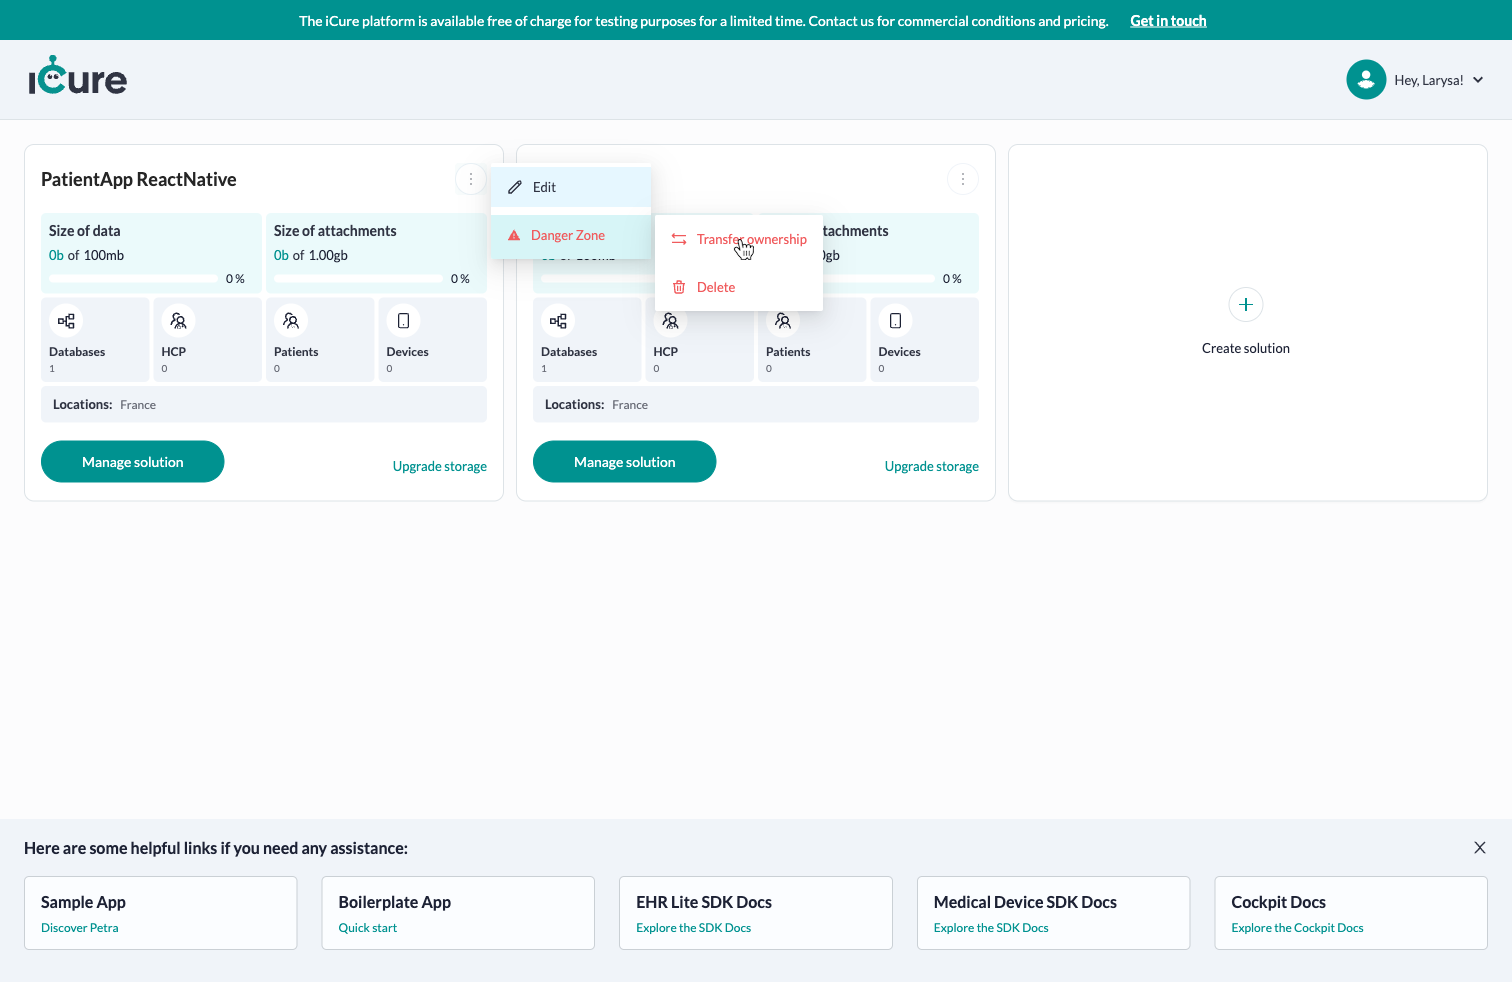 The iCure platform is available free of charge for testing purposes for a limited time. Contact us for commercial conditions and pricing. Get in touch
iCure
Hey, Larysa!
PatientApp ReactNative
Edit
Danger Zone
Transfer ownership
Delete
Size of data
0b of 100mb
0 %
Size of attachments
0b of 1.00gb
0 %
Databases
1
HCP
0
Patients
0
Devices
0
Locations: France
Manage solution
Upgrade storage
0 %
Databases
1
HCP
0
Patients
0
Devices
0
Locations: France
Manage solution
Upgrade storage
Create solution
Here are some helpful links if you need any assistance:
Sample App
Discover Petra
Boilerplate App
Quick start
EHR Lite SDK Docs
Explore the SDK Docs
Medical Device SDK Docs
Explore the SDK Docs
Cockpit Docs
Explore the Cockpit Docs